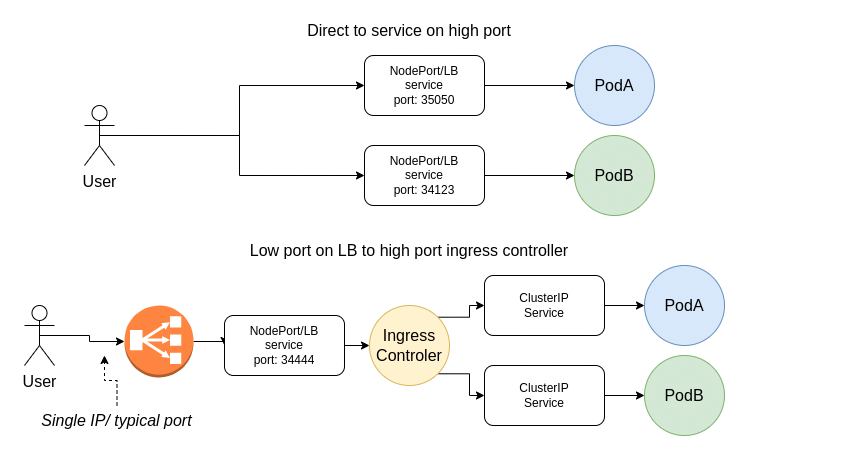 Direct to service on high port
NodePort/LB
service
port: 35050
PodA
User
NodePort/LB
service
port: 34123
PodB
Low port on LB to high port ingress controller
User
NodePort/LB
service
port: 34444
Ingress
Controler
ClusterIP
Service
PodA
ClusterIP
Service
PodB
Single IP/ typical port